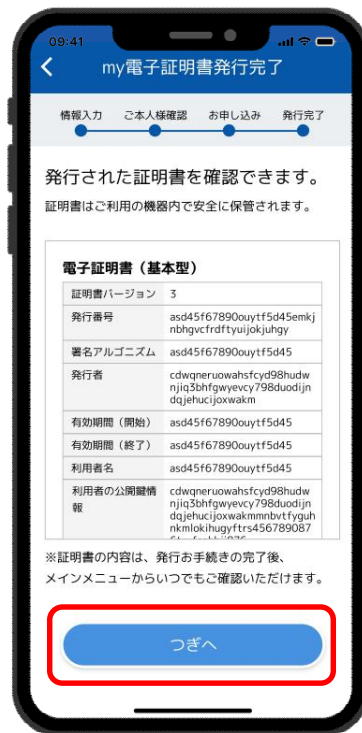 09:41
my電子証明書発行完了
情報入力 ご本人様確認 お申し込み 発行完了
発行された証明書を確認できます。
証明書はご利用の機器内で安全に保管されます。
電子証明書（基本型）
証明書バージョン 3
発行番号 asd45f67890ouytf5d45emkj
nbhgvcfrdftyuijokjuhgy
署名アルゴニズム asd45f67890ouytf5d45
発行者 cdwqneruowahsfcyd98hudw
njiq3bhfgwyevcy798duodijn
dqjehucijoxwakm
有効期間（開始） asd45f67890ouytf5d45
有効期間（終了） asd45f67890ouytf5d45
利用者名 asd45f67890ouytf5d45
利用者の公開鍵情 cdwqneruowahsfcyd98hudw
報 njiq3bhfgwyevcy798duodijn
dqjehucijoxwakmmnbvtfyguh
nkmlokihugyftrs456789087
※証明書の内容は、発行お手続きの完了後、
メインメニューからいつでもご確認いただけます。
つぎへ